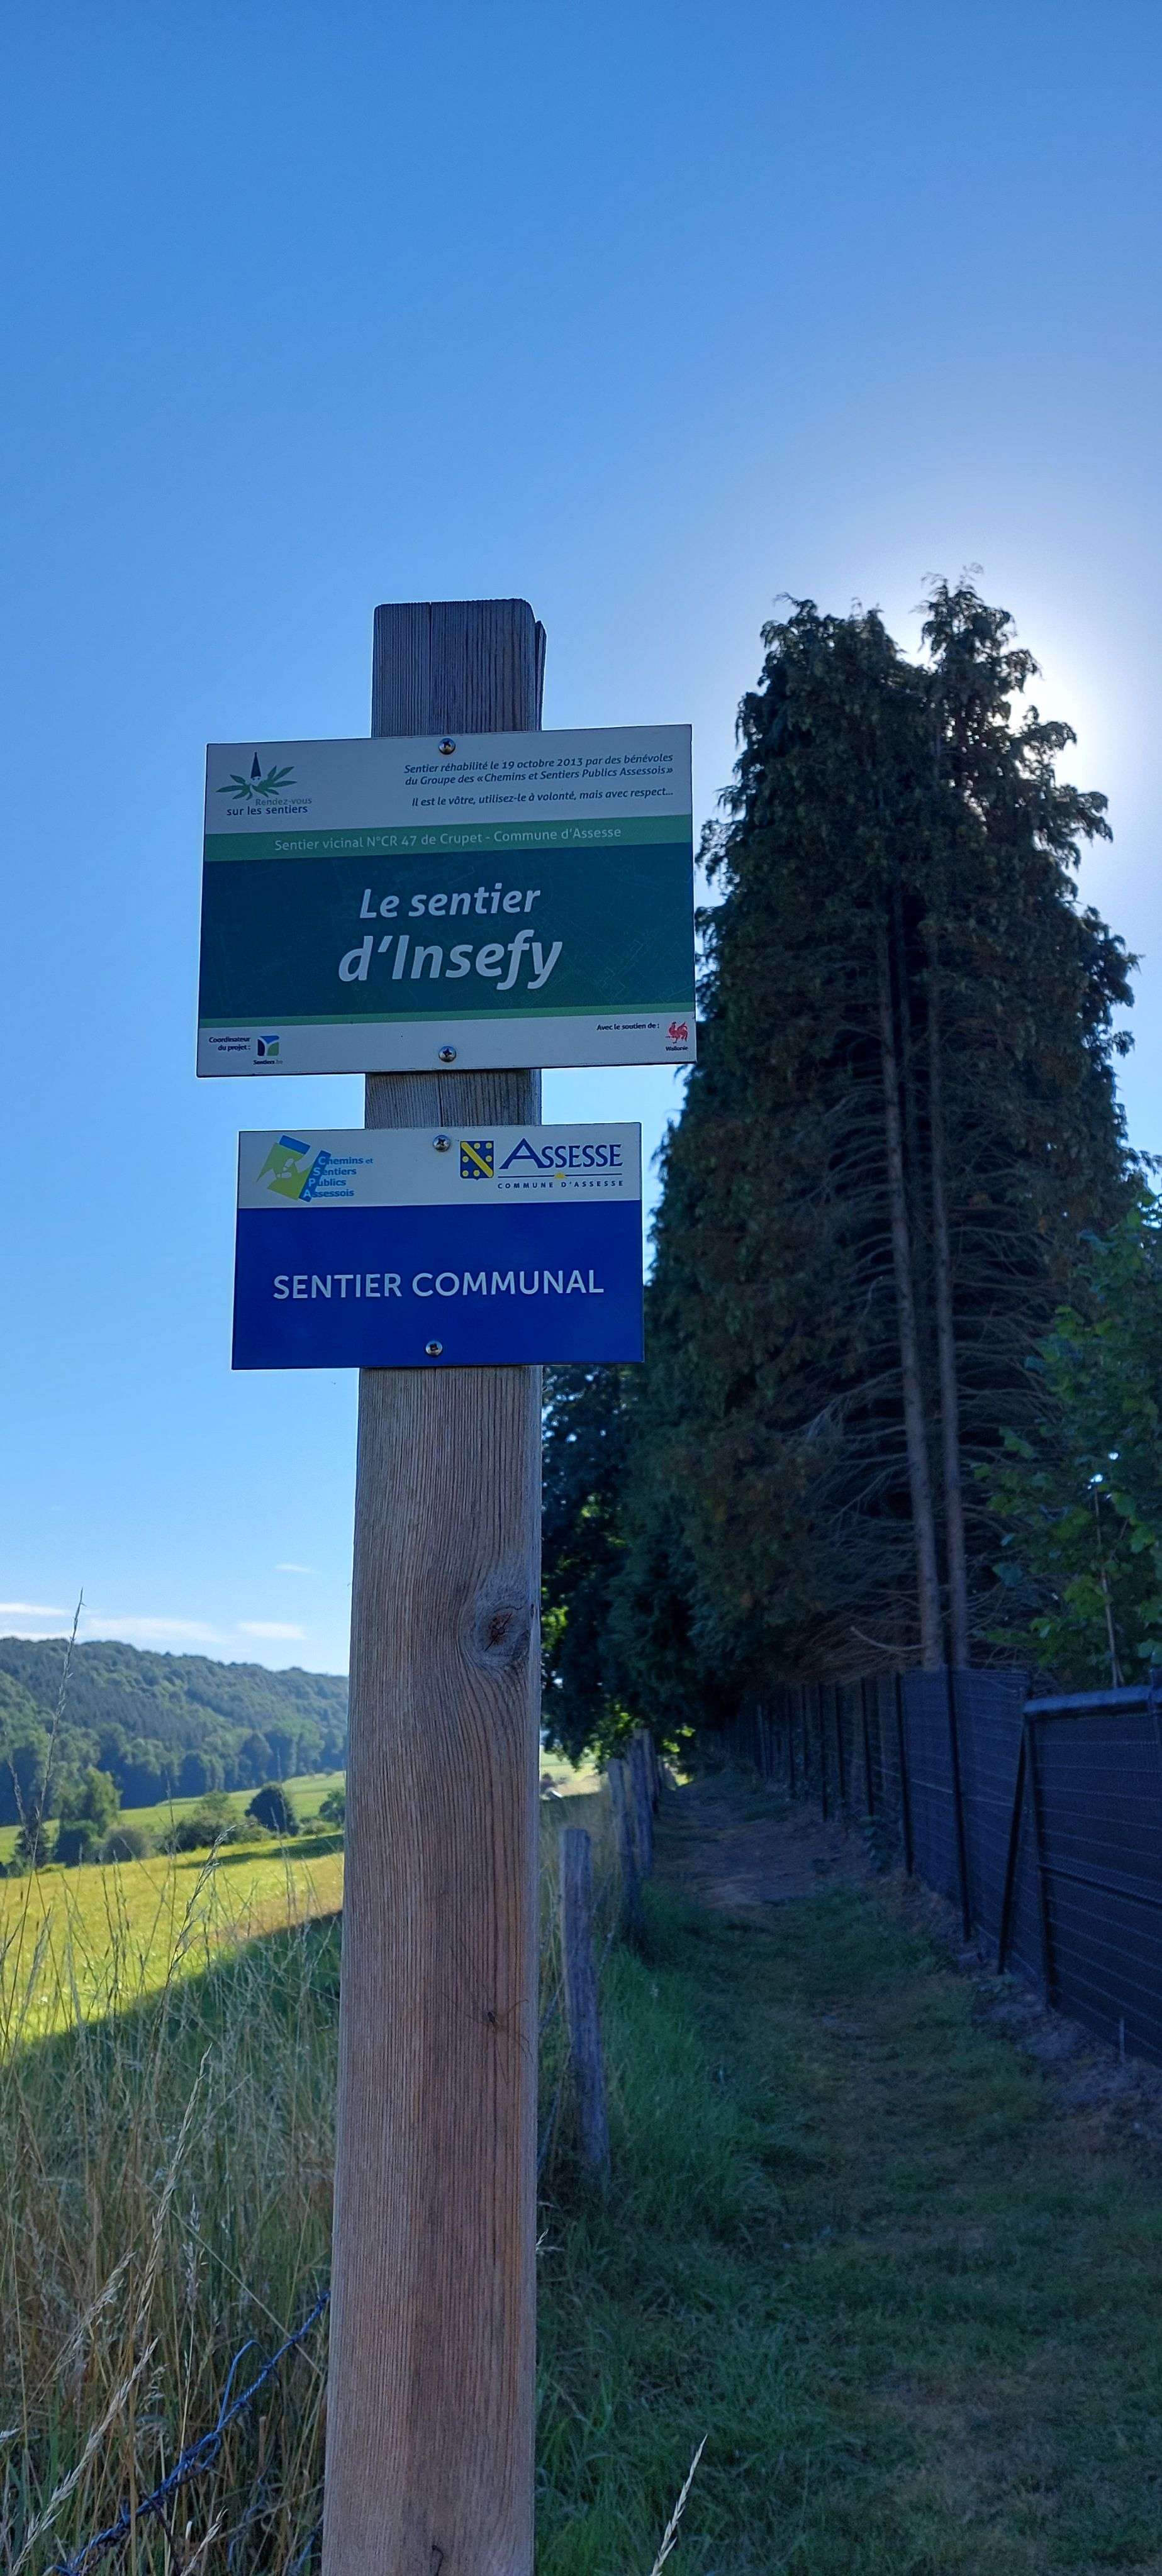 Rendez-vous
sur les sentiers
Sentier réhabilité le 19 octobre 2013 par des bénévoles
du Groupe des «Chemins et Sentiers Publics Assessois»
Il est le vôtre, utilisez-le à volonté, mais avec respect...
Sentier vicinal N°CR 47 de Crupet - Commune d'Assesse
Le sentier
d'Insefy
Coordinateur
du projet :
Sentiers.be
Avec le soutien de :
Wallonie
Chemins et
Sentiers
Publics
Assessois
ASSESSE
COMMUNE D'ASSESSE
SENTIER COMMUNAL